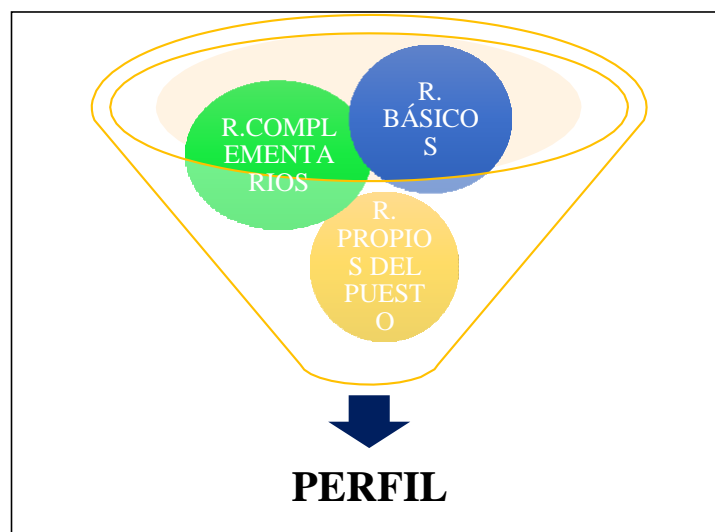 R.
BÁSICO
S
R.COMPL
EMENTA
RIOS
R.
PROPIO
S DEL
PUEST
O
PERFIL